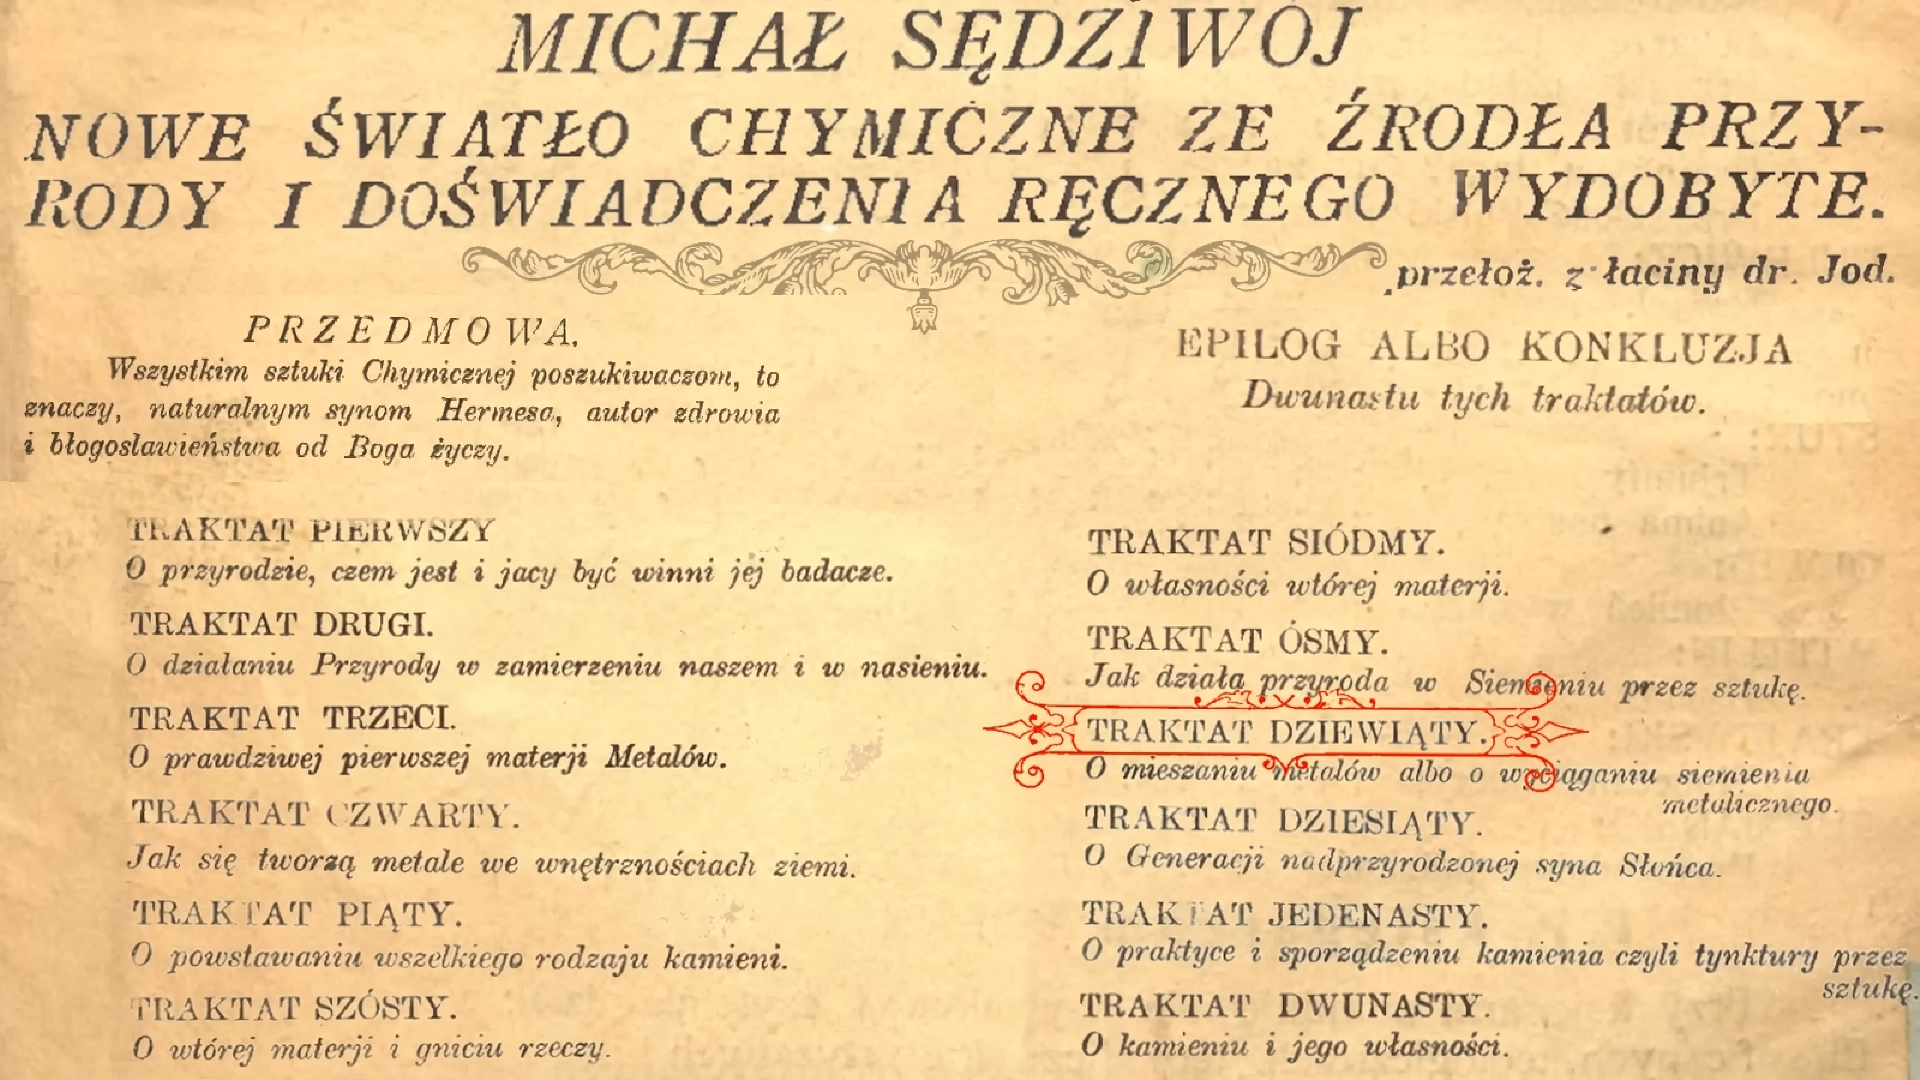 MICHAŁ SĘDZIWÓJ
NOWE ŚWIATŁO CHYMICZNE ZE ŹRODŁA PRZY-
RODY I DOŚWIADCZENIA RĘCZNEGO WYDOBYTE.
przełoż. z łaciny dr. Jod.
PRZEDMOWA.
Wszystkim sztuki Chymicznej poszukiwaczom, to
znaczy, naturalnym synom Hermesa, autor zdrowia
i błogosławieństwa od Boga życzy.
EPILOG ALBO KONKLUZJA
Dwunastu tych traktatów.
TRAKTAT PIERWSZY
O przyrodzie, czem jest i jacy być winni jej badacze.
TRAKTAT DRUGI.
O działaniu Przyrody w zamierzeniu naszem i w nasieniu.
TRAKTAT TRZECI.
O prawdziwej pierwszej materji Metalów.
TRAKTAT CZWARTY.
Jak się tworzą metale we wnętrznościach ziemi.
TRAKTAT PIĄTY.
O powstawaniu wszelkiego rodzaju kamieni.
TRAKTAT SZÓSTY.
O wtórej materji i gniciu rzeczy.
TRAKTAT SIÓDMY.
O własności wtórej materji.
TRAKTAT ÓSMY.
Jak działa przyroda w Siemieniu przez sztukę.
TRAKTAT DZIEWIĄTY.
O mieszaniu metalów albo o wyciąganiu siemienia
metalicznego.
TRAKTAT DZIESIĄTY.
O Generacji nadprzyrodzonej syna Słońca.
TRAKTAT JEDENASTY.
O praktyce i sporządzeniu kamienia czyli tynktury przez
sztukę.
TRAKTAT DWUNASTY.
O kamieniu i jego własności.